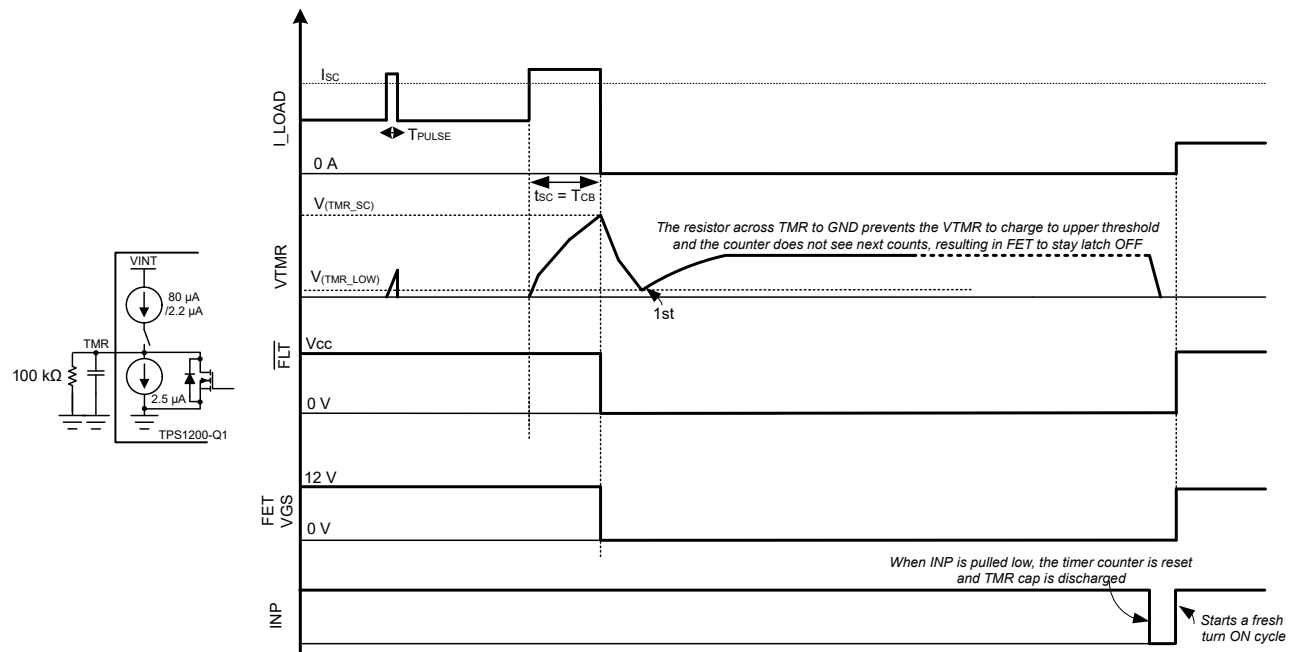 I_LOAD
ISC
TPULSE
0 A
tSC = TCB
VTMR
V(TMR_SC)
V(TMR_LOW)
The resistor across TMR to GND prevents the VTMR to charge to upper threshold
and the counter does not see next counts, resulting in FET to stay latch OFF
1st
VINT
80 µA
/2.2 µA
TMR
100 kΩ
2.5 µA
TPS1200-Q1
FLT
Vcc
0 V
FET
VGS
12 V
0 V
When INP is pulled low, the timer counter is reset
and TMR cap is discharged
INP
Starts a fresh
turn ON cycle